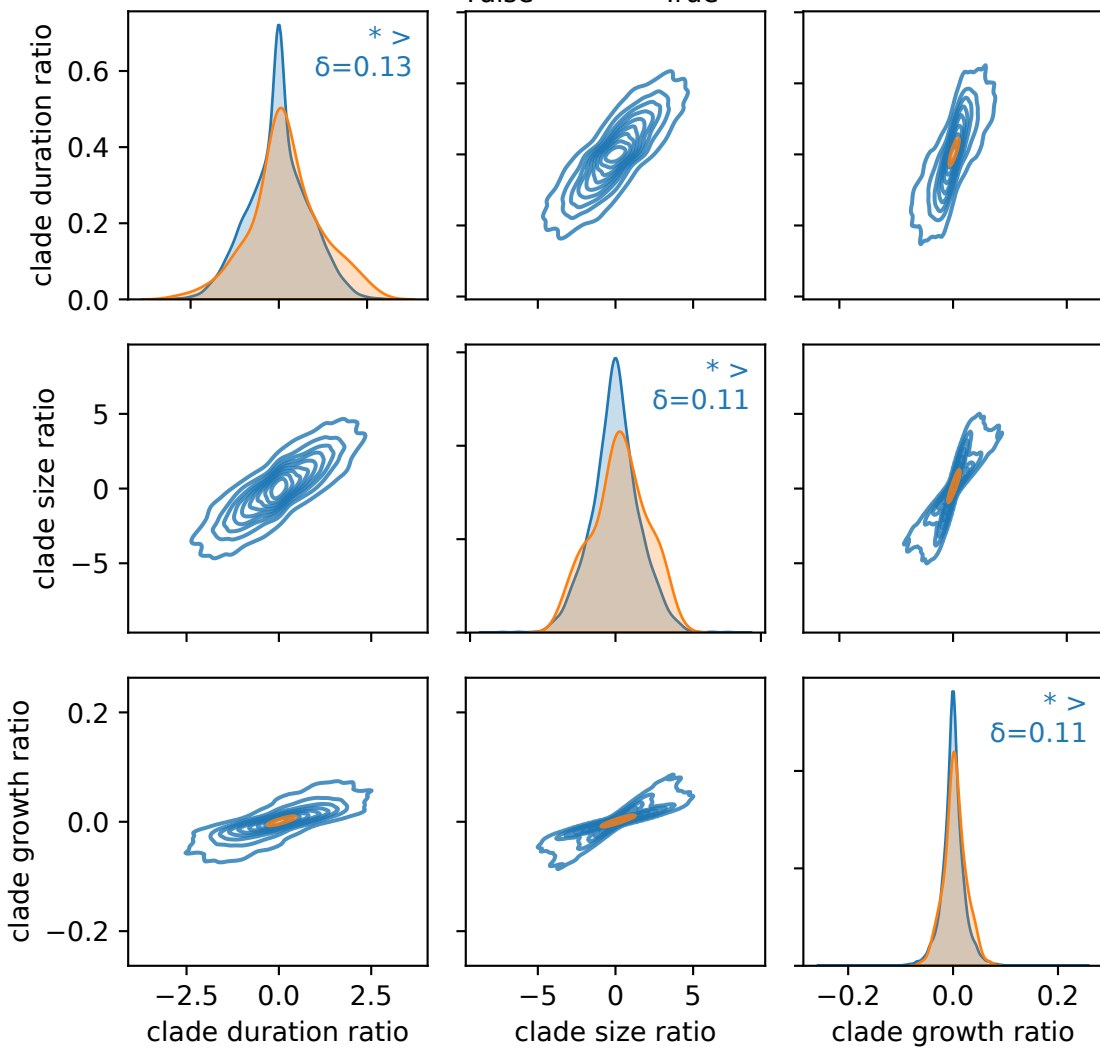 clade duration ratio
0.6
0.4
0.2
0.0
* >
δ=0.13
clade size ratio
5
0
−5
* >
δ=0.11
clade growth ratio
0.2
0.0
−0.2
* >
δ=0.11
−2.5 0.0 2.5
−5 0 5
−0.2 0.0 0.2
clade duration ratio
clade size ratio
clade growth ratio